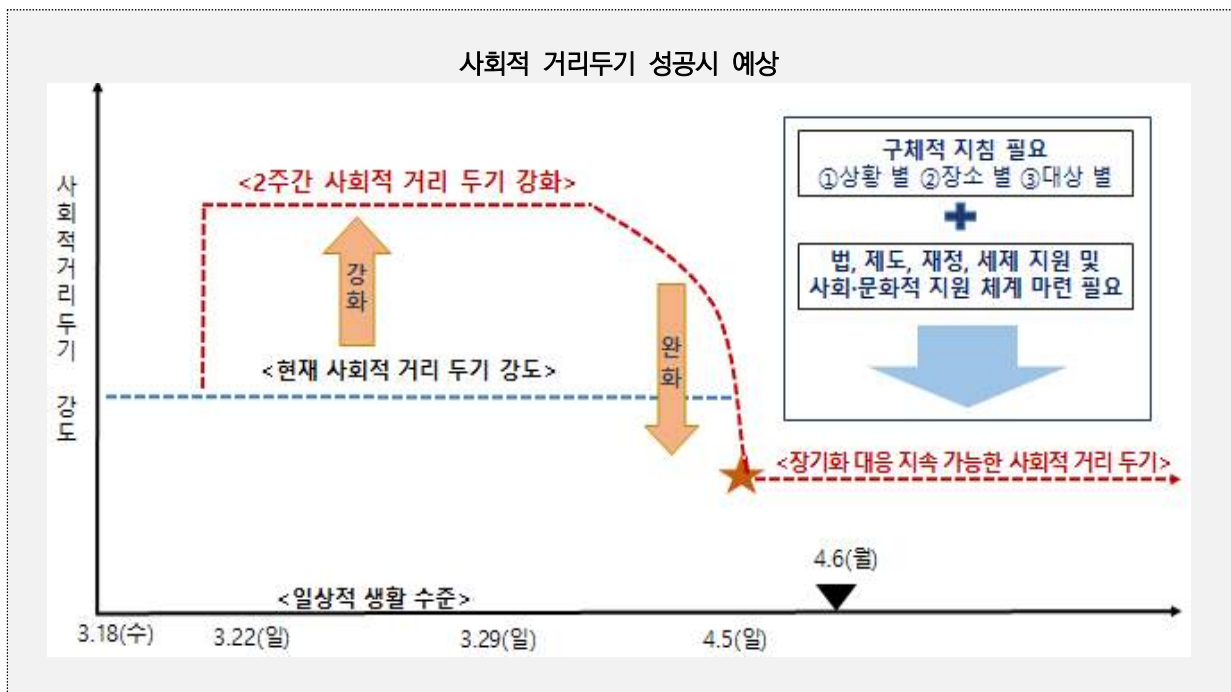 사회적 거리두기 성공시 예상
사회적거리두기 강도
<2주간 사회적 거리 두기 강화>
강화
<현재 사회적 거리 두기 강도>
완화
구체적 지침 필요
①상황 별 ②장소 별 ③대상 별
법, 제도, 재정, 세제 지원 및
사회·문화적 지원 체계 마련 필요
<장기화 대응 지속 가능한 사회적 거리 두기>
4.6(월)
<일상적 생활 수준>
3.18(수)
3.22(일)
3.29(일)
4.5(일)